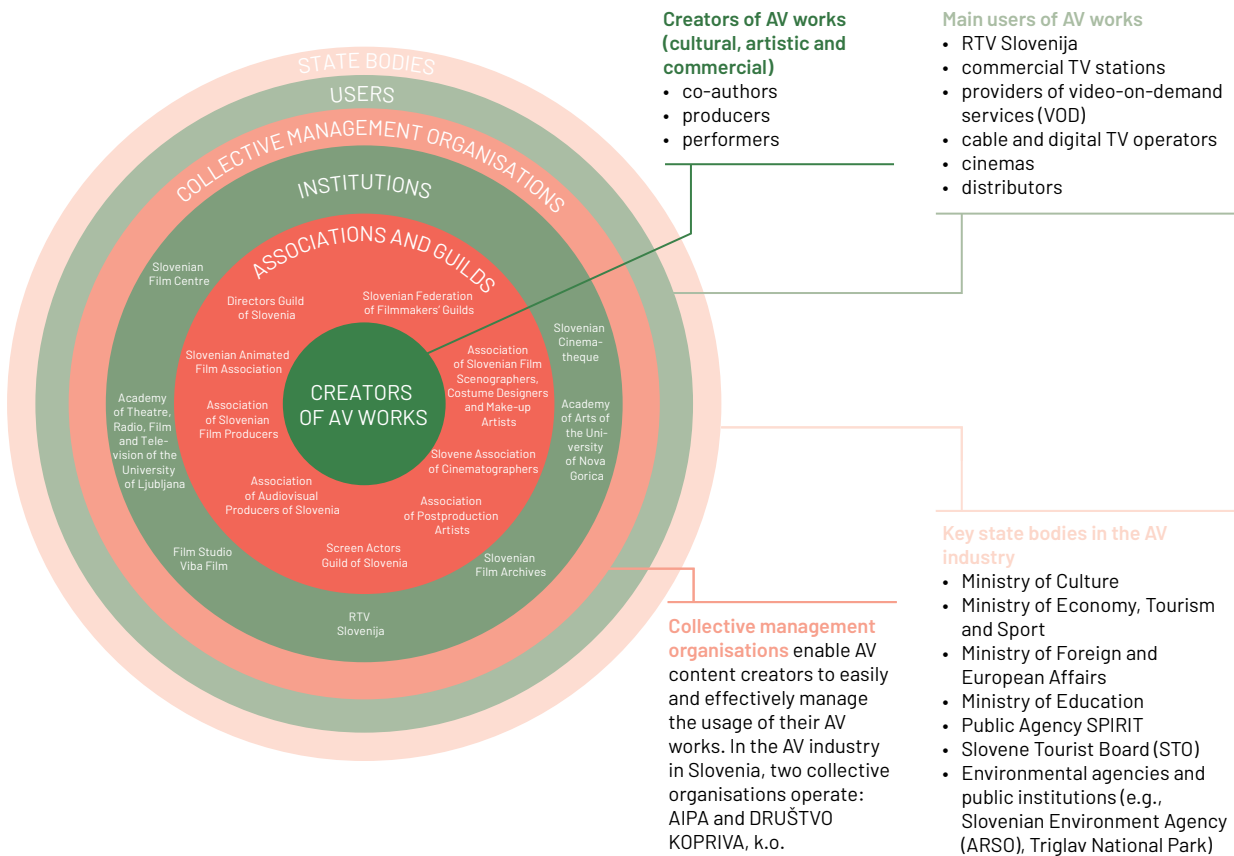 STATE BODIES
USERS
COLLECTIVE MANAGEMENT ORGANISATIONS
INSTITUTIONS
ASSOCIATIONS AND GUILDS
CREATORS
OF AV WORKS
Slovenian
Film Centre
Directors Guild
of Slovenia
Slovenian Federation
of Filmmakers' Guilds
Slovenian Animated
Film Association
Association
of Slovenian Film
Scenographers,
Costume Designers
and Make-up
Artists
Slovenian
Cinema-
theque
Academy
of Theatre,
Radio, Film
and Tele-
vision of the
University
of Ljubljana
Association
of Slovenian
Film Producers
Academy
of Arts of
the Uni-
versity
of Nova
Gorica
Slovene Association
of Cinematographers
Association
of Audiovisual
Producers of Slovenia
Association
of Postproduction
Artists
Film Studio
Viba Film
Screen Actors
Guild of Slovenia
Slovenian
Film Archives
RTV
Slovenija
Creators of AV works
(cultural, artistic and
commercial)
• co-authors
• producers
• performers
Main users of AV works
• RTV Slovenija
• commercial TV stations
• providers of video-on-demand
services (VOD)
• cable and digital TV operators
• cinemas
• distributors
Collective management
organisations enable AV
content creators to easily
and effectively manage
the usage of their AV
works. In the AV industry
in Slovenia, two collective
organisations operate:
AIPA and DRUŠTVO
KOPRIVA, k.o.
Key state bodies in the AV
industry
• Ministry of Culture
• Ministry of Economy, Tourism
and Sport
• Ministry of Foreign and
European Affairs
• Ministry of Education
• Public Agency SPIRIT
• Slovene Tourist Board (STO)
• Environmental agencies and
public institutions (e.g.,
Slovenian Environment Agency
(ARSO), Triglav National Park)